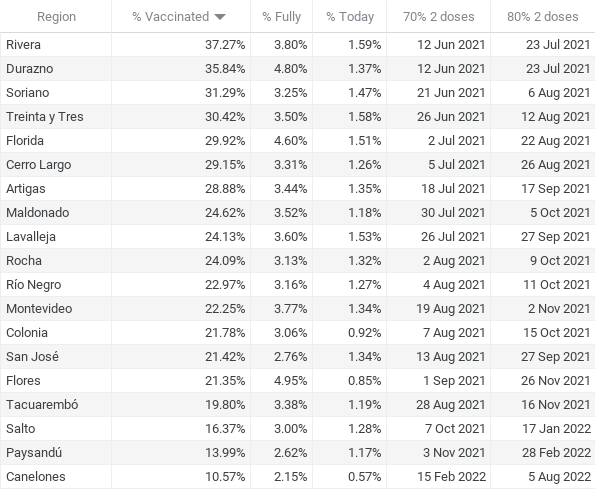 Region % Vaccinated % Fully % Today 70% 2 doses 80% 2 doses
Rivera 37.27% 3.80% 1.59% 12 Jun 2021 23 Jul 2021
Durazno 35.84% 4.80% 1.37% 12 Jun 2021 23 Jul 2021
Soriano 31.29% 3.25% 1.47% 21 Jun 2021 6 Aug 2021
Treinta y Tres 30.42% 3.50% 1.58% 26 Jun 2021 12 Aug 2021
Florida 29.92% 4.60% 1.51% 2 Jul 2021 22 Aug 2021
Cerro Largo 29.15% 3.31% 1.26% 5 Jul 2021 26 Aug 2021
Artigas 28.88% 3.44% 1.35% 18 Jul 2021 17 Sep 2021
Maldonado 24.62% 3.52% 1.18% 30 Jul 2021 5 Oct 2021
Lavalleja 24.13% 3.60% 1.53% 26 Jul 2021 27 Sep 2021
Rocha 24.09% 3.13% 1.32% 2 Aug 2021 9 Oct 2021
Río Negro 22.97% 3.16% 1.27% 4 Aug 2021 11 Oct 2021
Montevideo 22.25% 3.77% 1.34% 19 Aug 2021 2 Nov 2021
Colonia 21.78% 3.06% 0.92% 7 Aug 2021 15 Oct 2021
San José 21.42% 2.76% 1.34% 13 Aug 2021 27 Sep 2021
Flores 21.35% 4.95% 0.85% 1 Sep 2021 26 Nov 2021
Tacuarembó 19.80% 3.38% 1.19% 28 Aug 2021 16 Nov 2021
Salto 16.37% 3.00% 1.28% 7 Oct 2021 17 Jan 2022
Paysandú 13.99% 2.62% 1.17% 3 Nov 2021 28 Feb 2022
Canelones 10.57% 2.15% 0.57% 15 Feb 2022 5 Aug 2022